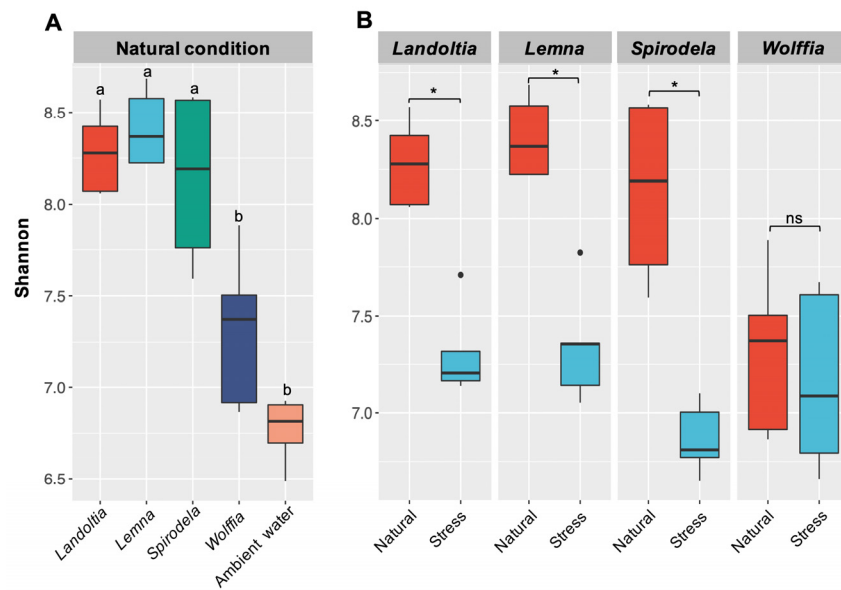 A
Natural condition
Shannon
8.5
8.0
7.5
7.0
6.5
a
a
a
b
b
Landoltia
Lemna
Spirodela
Wolffia
Ambient water
B
Landoltia
Lemna
Spirodela
Wolffia
8.5
8.0
7.5
7.0
*
*
*
ns
Natural
Stress
Natural
Stress
Natural
Stress
Natural
Stress